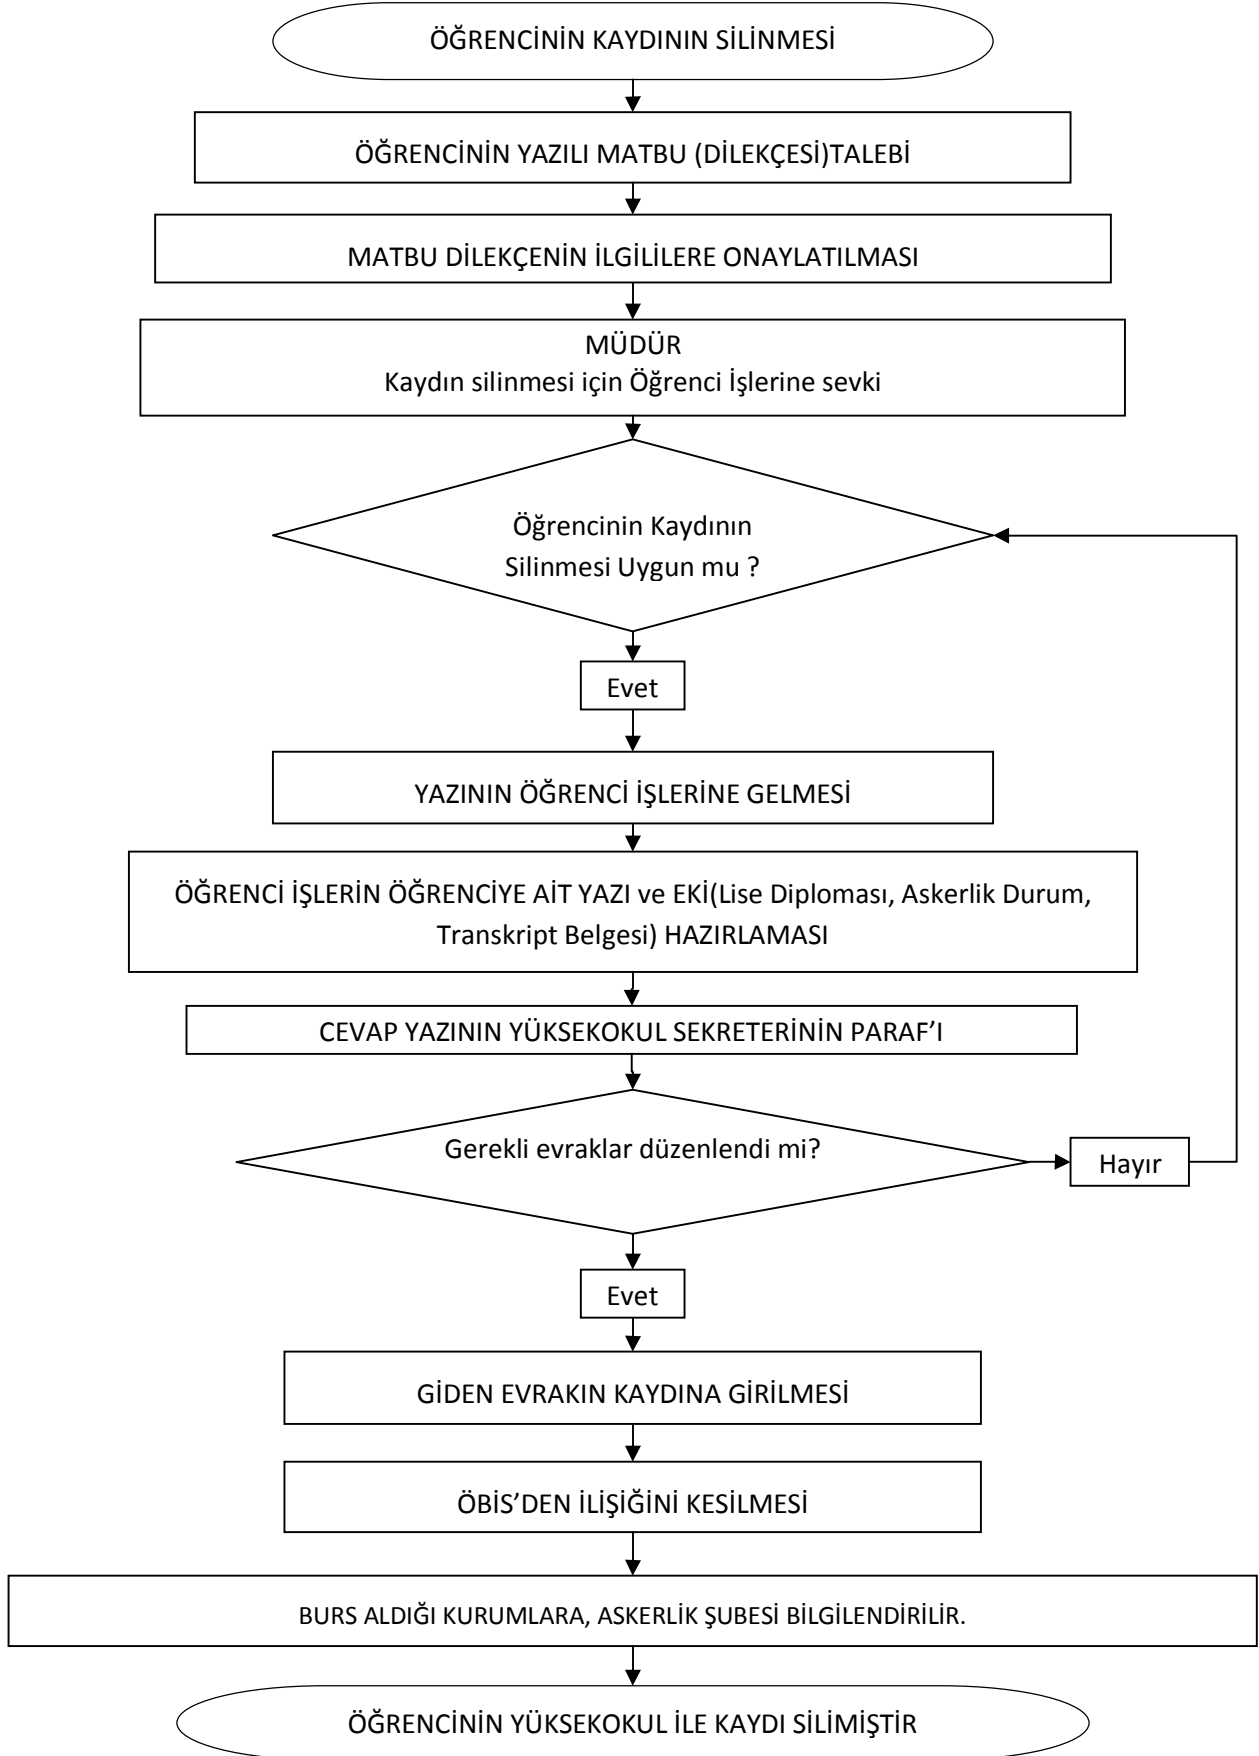 ÖĞRENCİNİN KAYDININ SİLİNMESİ
ÖĞRENCİNİN YAZILI MATBU (DİLEKÇESİ)TALEBİ
MATBU DİLEKÇENİN İLGİLİLERE ONAYLATILMASI
MÜDÜR
Kaydın silinmesi için Öğrenci İşlerine sevki
Öğrencinin Kaydının
Silinmesi Uygun mu ?
Evet
YAZININ ÖĞRENCİ İŞLERİNE GELMESİ
ÖĞRENCİ İŞLERİN ÖĞRENCİYE AİT YAZI ve EKİ(Lise Diploması, Askerlik Durum,
Transkript Belgesi) HAZIRLAMASI
CEVAP YAZININ YÜKSEKOKUL SEKRETERİNİN PARAF’I
Gerekli evraklar düzenlendi mi?
Hayır
Evet
GİDEN EVRAKIN KAYDINA GİRİLMESİ
ÖBİS’DEN İLİŞİĞİNİ KESİLMESİ
BURS ALDIĞI KURUMLARA, ASKERLİK ŞUBESİ BİLGİLENDİRİLİR.
ÖĞRENCİNİN YÜKSEKOKUL İLE KAYDI SİLİMİŞTİR